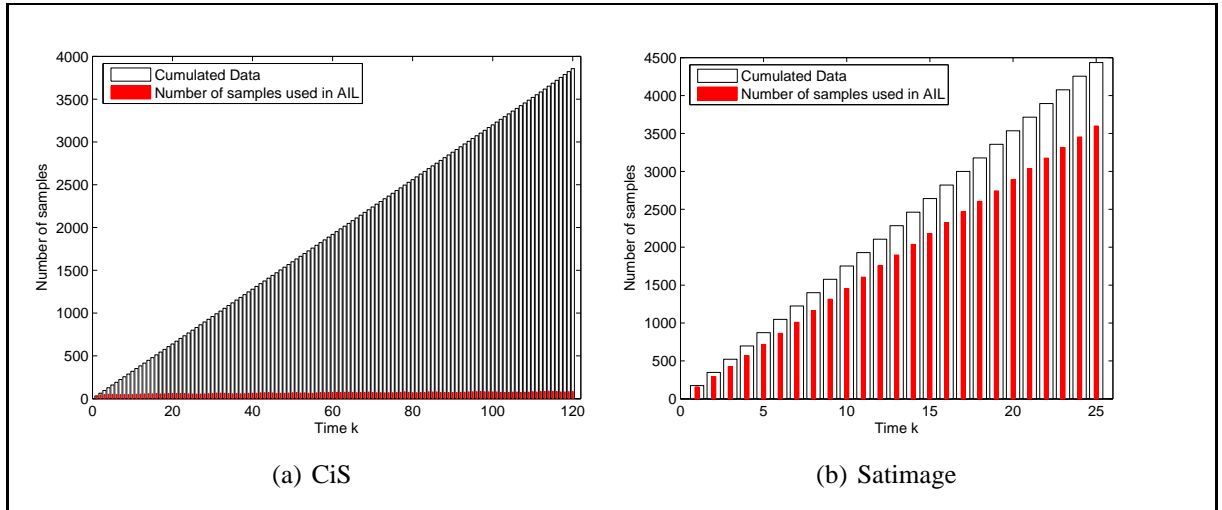 4000
3500
3000
2500
2000
1500
1000
500
0
Number of samples
Cumulated Data
Number of samples used in AIL
0 20 40 60 80 100 120
Time k
(a) CiS
4500
4000
3500
3000
2500
2000
1500
1000
500
0
Number of samples
Cumulated Data
Number of samples used in AIL
0 5 10 15 20 25
Time k
(b) Satimage